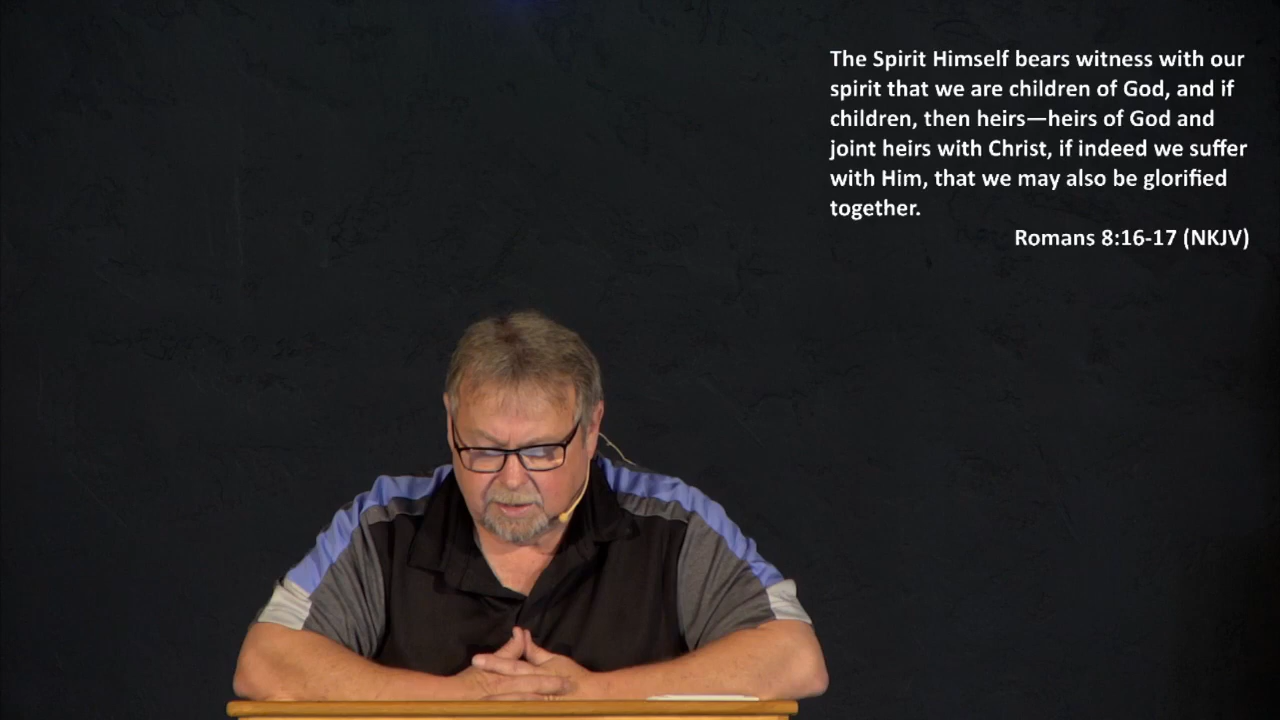 The Spirit Himself bears witness with our
spirit that we are children of God, and if
children, then heirs—heirs of God and
joint heirs with Christ, if indeed we suffer
with Him, that we may also be glorified
together.
Romans 8:16-17 (NKJV)